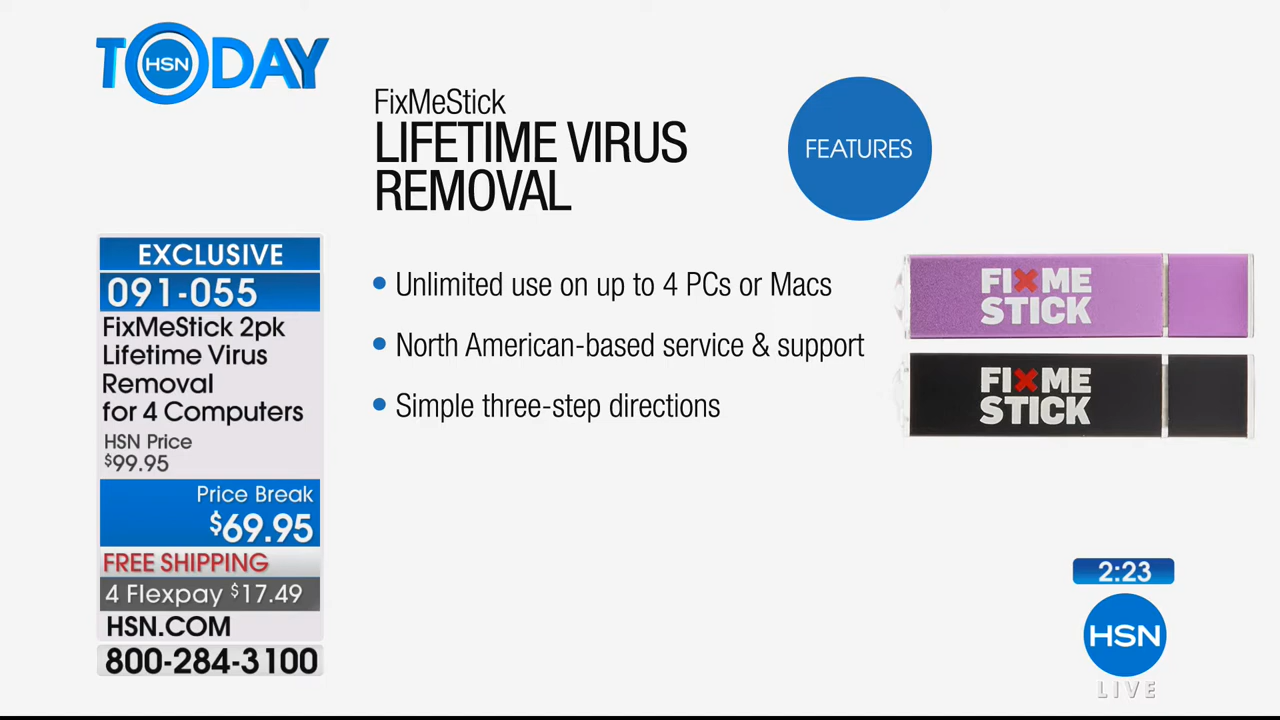 HSN
TODAY
FixMeStick
LIFETIME VIRUS
REMOVAL
FEATURES
EXCLUSIVE
091-055
FixMeStick 2pk
Lifetime Virus
Removal
for 4 Computers
HSN Price
$99.95
Price Break
$69.95
FREE SHIPPING
4 Flexpay $17.49
HSN.COM
800-284-3100
• Unlimited use on up to 4 PCs or Macs
• North American-based service & support
• Simple three-step directions
FIXME
STICK
FIXME
STICK
2:23
HSN
LIVE